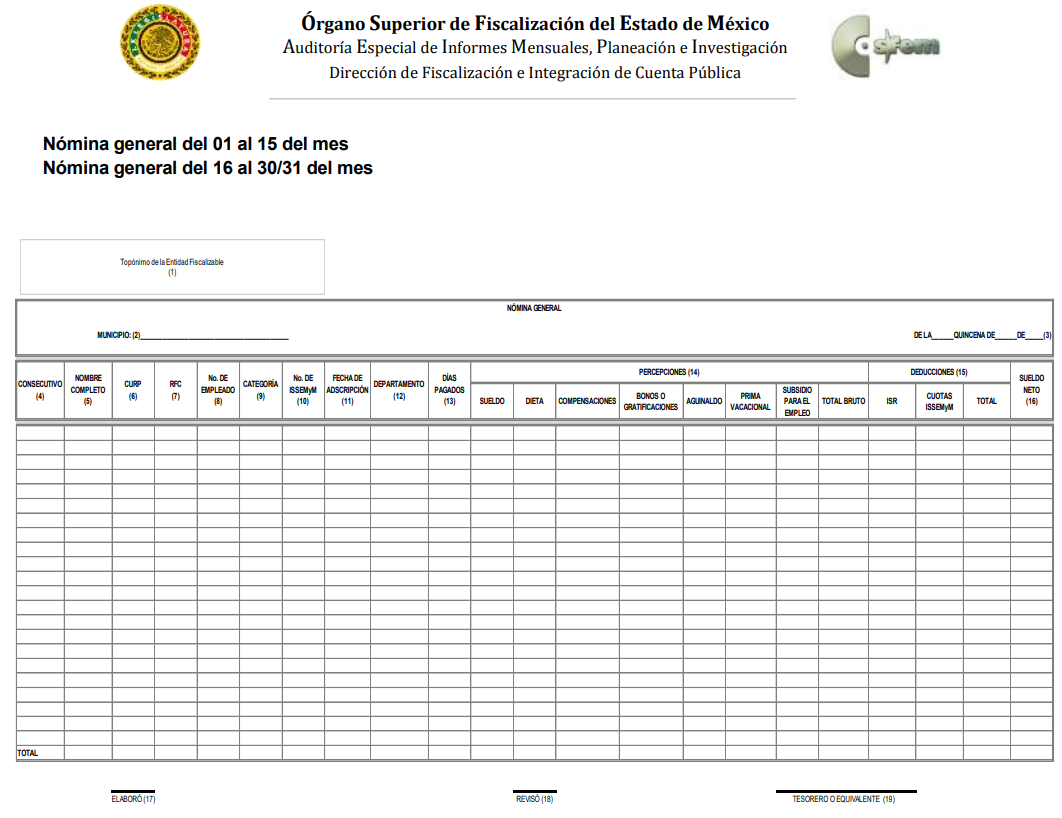 Órgano Superior de Fiscalización del Estado de México
Auditoría Especial de Informes Mensuales, Planeación e Investigación
Dirección de Fiscalización e Integración de Cuenta Pública
osfem
Nómina general del 01 al 15 del mes
Nómina general del 16 al 30/31 del mes
Topónimo de la Entidad Fiscalizable
(1)
NÓMINA GENERAL
MUNICIPIO: (2)_____________________________________ DE LA______QUINCENA DE______DE_____(3)
CONSECUTIVO
(4)
NOMBRE
COMPLETO
(5)
CURP
(6)
RFC
(7)
No. DE
EMPLEADO
(8)
CATEGORÍA
(9)
No. DE
ISSEMyM
(10)
FECHA DE
ADSCRIPCIÓN
(11)
DEPARTAMENTO
(12)
DÍAS
PAGADOS
(13)
PERCEPCIONES (14)
SUELDO
DIETA
COMPENSACIONES
BONOS O
GRATIFICACIONES
AGUINALDO
PRIMA
VACACIONAL
SUBSIDIO
PARA EL
EMPLEO
TOTAL BRUTO
DEDUCCIONES (15)
ISR
CUOTAS
ISSEMyM
TOTAL
SUELDO
NETO
(16)
TOTAL
ELABORÓ (17)
REVISÓ (18)
TESORERO O EQUIVALENTE (19)